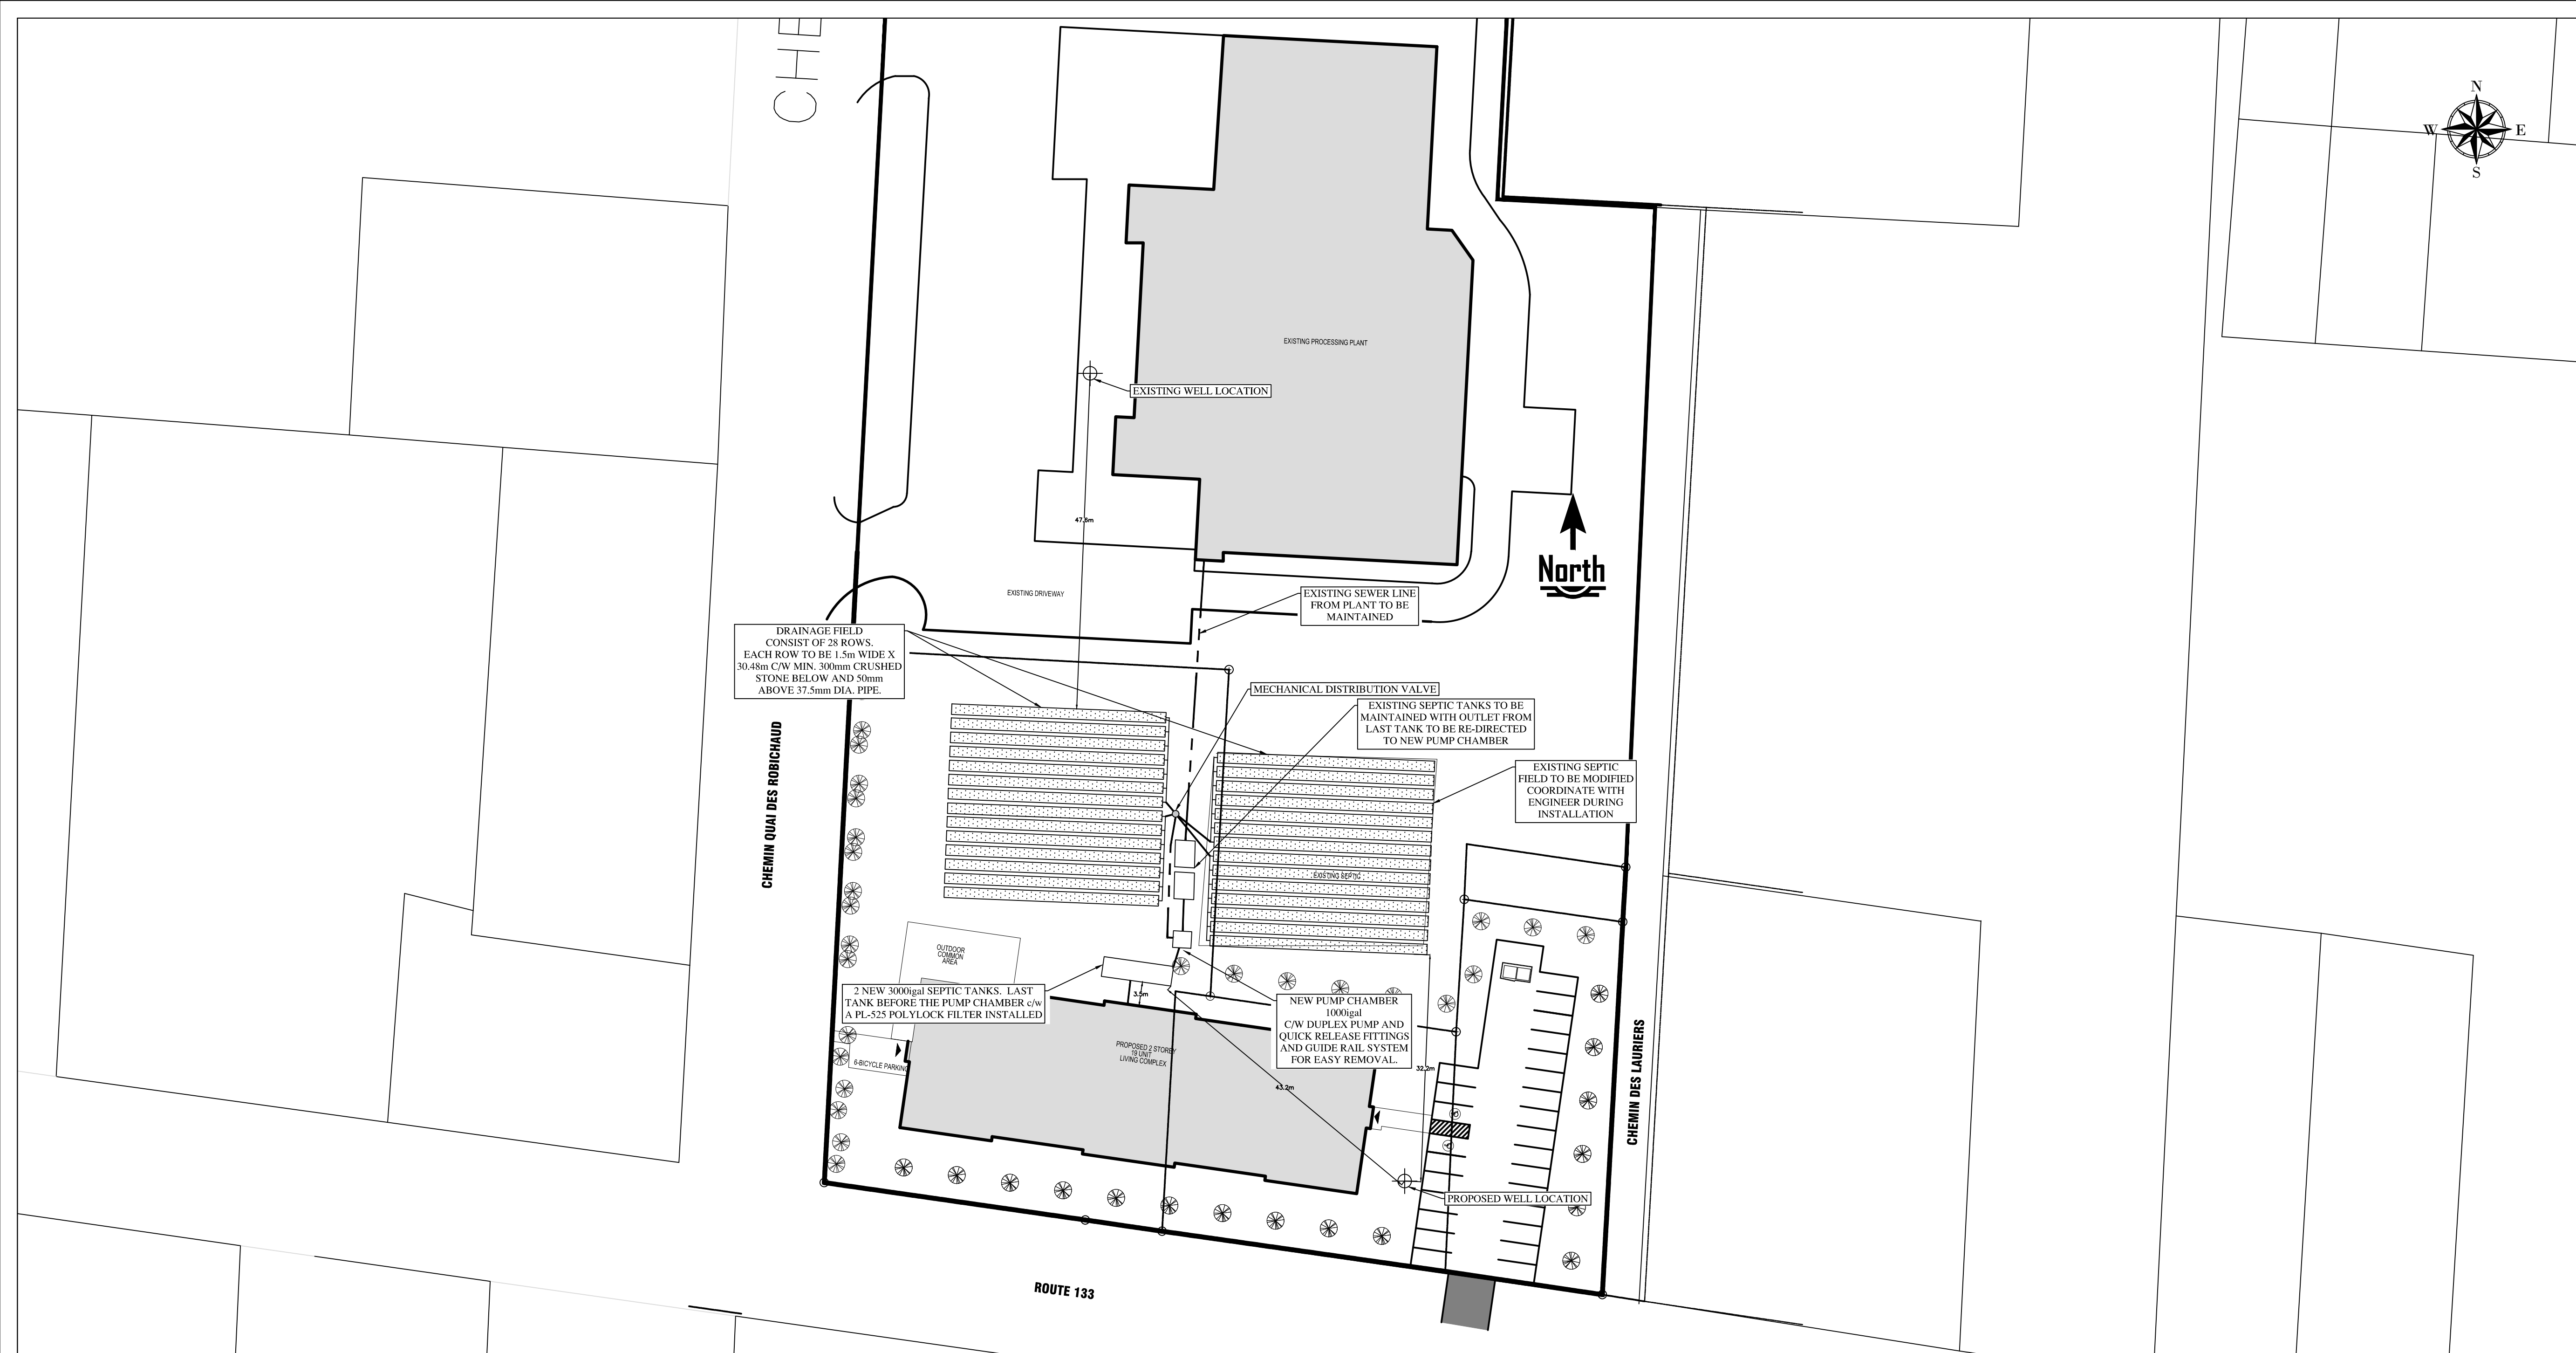 CHE
N
W
E
S
EXISTING PROCESSING PLANT
EXISTING WELL LOCATION
47.6m
North
EXISTING DRIVEWAY
EXISTING SEWER LINE
FROM PLANT TO BE
MAINTAINED
DRAINAGE FIELD
CONSIST OF 28 ROWS.
EACH ROW TO BE 1.5m WIDE X
30.48m C/W MIN. 300mm CRUSHED
STONE BELOW AND 50mm
ABOVE 37.5mm DIA. PIPE.
MECHANICAL DISTRIBUTION VALVE
EXISTING SEPTIC TANKS TO BE
MAINTAINED WITH OUTLET FROM
LAST TANK TO BE RE-DIRECTED
TO NEW PUMP CHAMBER
EXISTING SEPTIC
FIELD TO BE MODIFIED
COORDINATE WITH
ENGINEER DURING
INSTALLATION
CHEMIN QUAI DES ROBICHAUD
EXISTING SEPTIC
OUTDOOR
COMMON
AREA
2 NEW 3000igal SEPTIC TANKS. LAST
TANK BEFORE THE PUMP CHAMBER c/w
A PL-525 POLYLOCK FILTER INSTALLED
3.5m
NEW PUMP CHAMBER
1000igal
C/W DUPLEX PUMP AND
QUICK RELEASE FITTINGS
AND GUIDE RAIL SYSTEM
FOR EASY REMOVAL.
PROPOSED 2 STOREY
19 UNIT
LIVING COMPLEX
6-BICYCLE PARKING
43.2m
32.2m
CHEMIN DES LAURIERS
PROPOSED WELL LOCATION
ROUTE 133